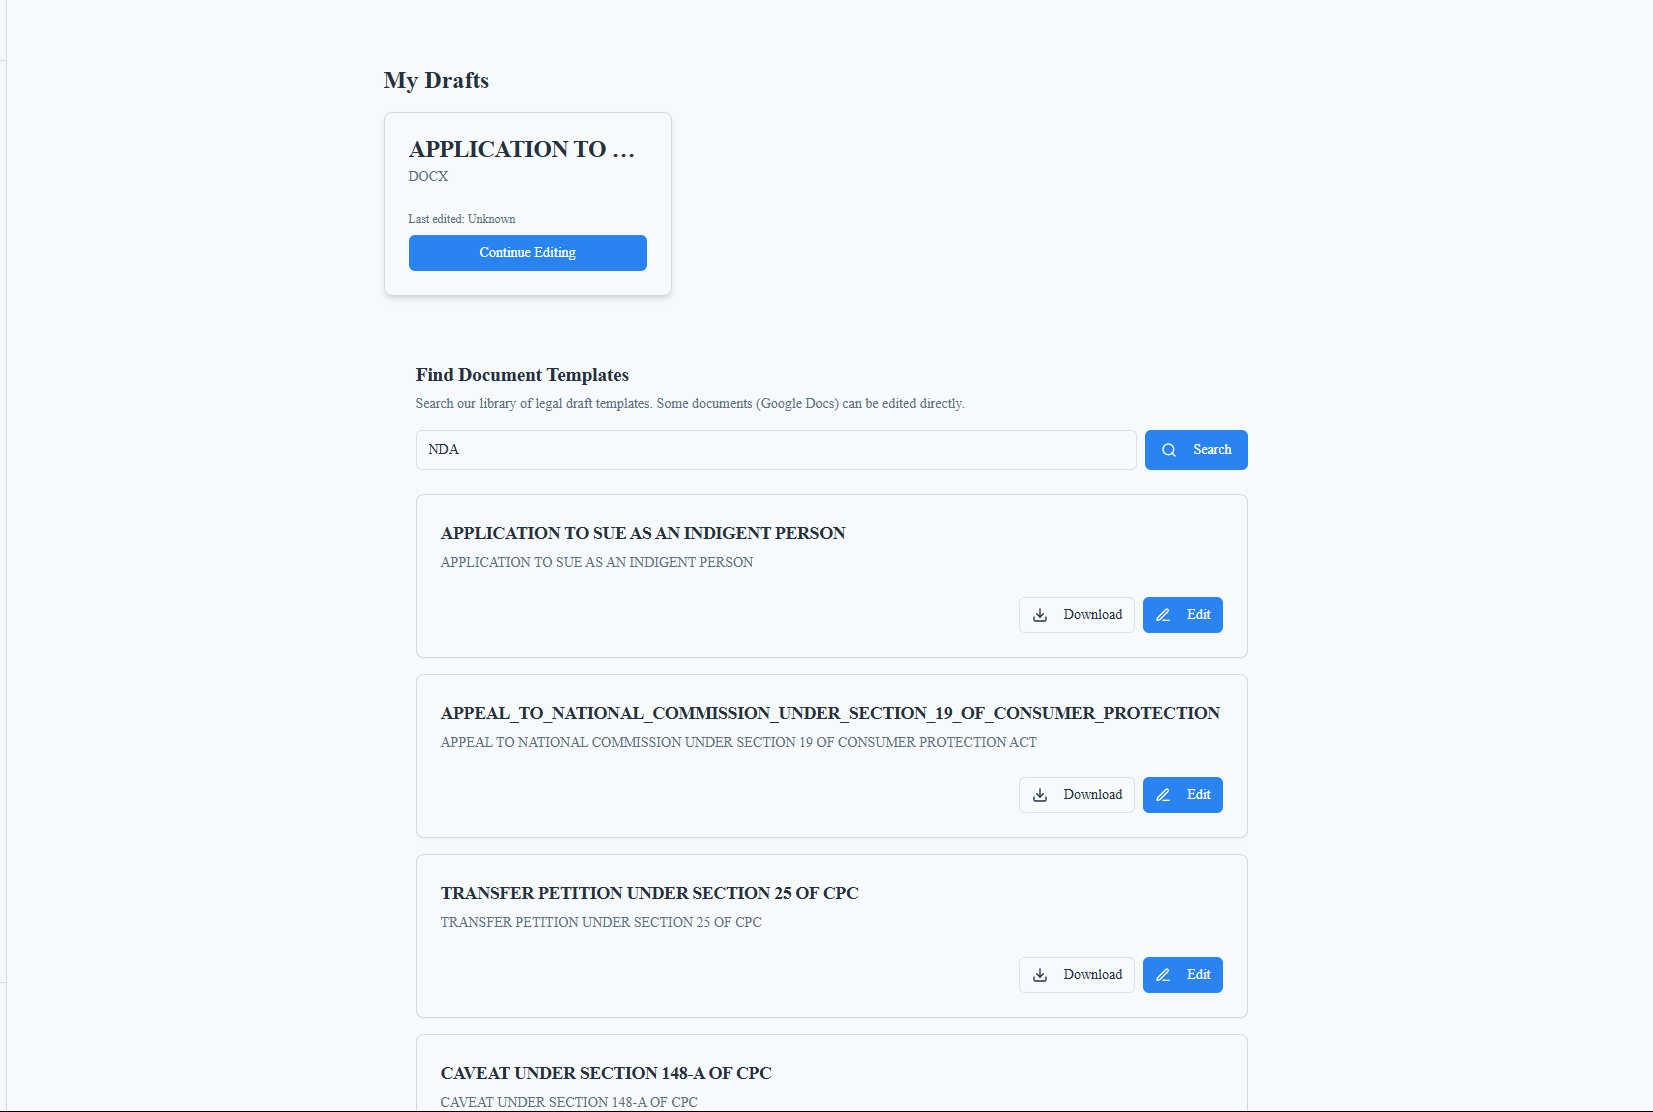 My Drafts
APPLICATION TO ...
DOCX
Last edited: Unknown
Continue Editing
Find Document Templates
Search our library of legal draft templates. Some documents (Google Docs) can be edited directly.
NDA
Search
APPLICATION TO SUE AS AN INDIGENT PERSON
APPLICATION TO SUE AS AN INDIGENT PERSON
Download
Edit
APPEAL_TO_NATIONAL_COMMISSION_UNDER_SECTION_19_OF_CONSUMER_PROTECTION
APPEAL TO NATIONAL COMMISSION UNDER SECTION 19 OF CONSUMER PROTECTION ACT
Download
Edit
TRANSFER PETITION UNDER SECTION 25 OF CPC
TRANSFER PETITION UNDER SECTION 25 OF CPC
Download
Edit
CAVEAT UNDER SECTION 148-A OF CPC
CAVEAT UNDER SECTION 148-A OF CPC